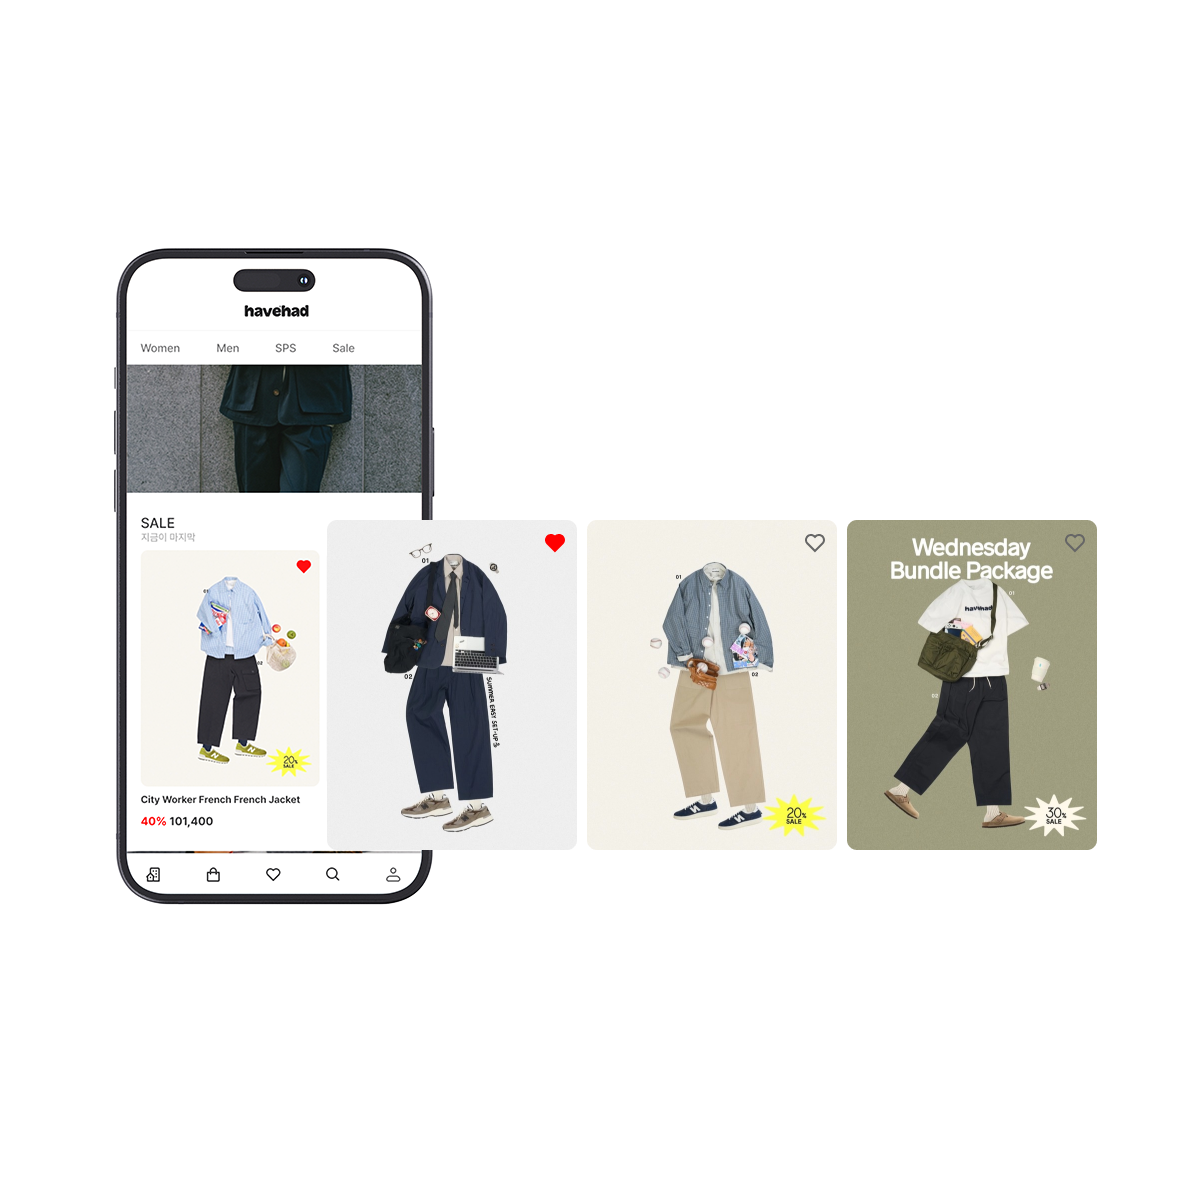 havehad
Women Men SPS Sale
SALE
지금이 마지막
01
02
20%
SALE
City Worker French French Jacket
40% 101,400
01
02
SUMMER EASY SET-UP
01
02
20%
SALE
Wednesday
Bundle Package
01
havehad
02
30%
SALE